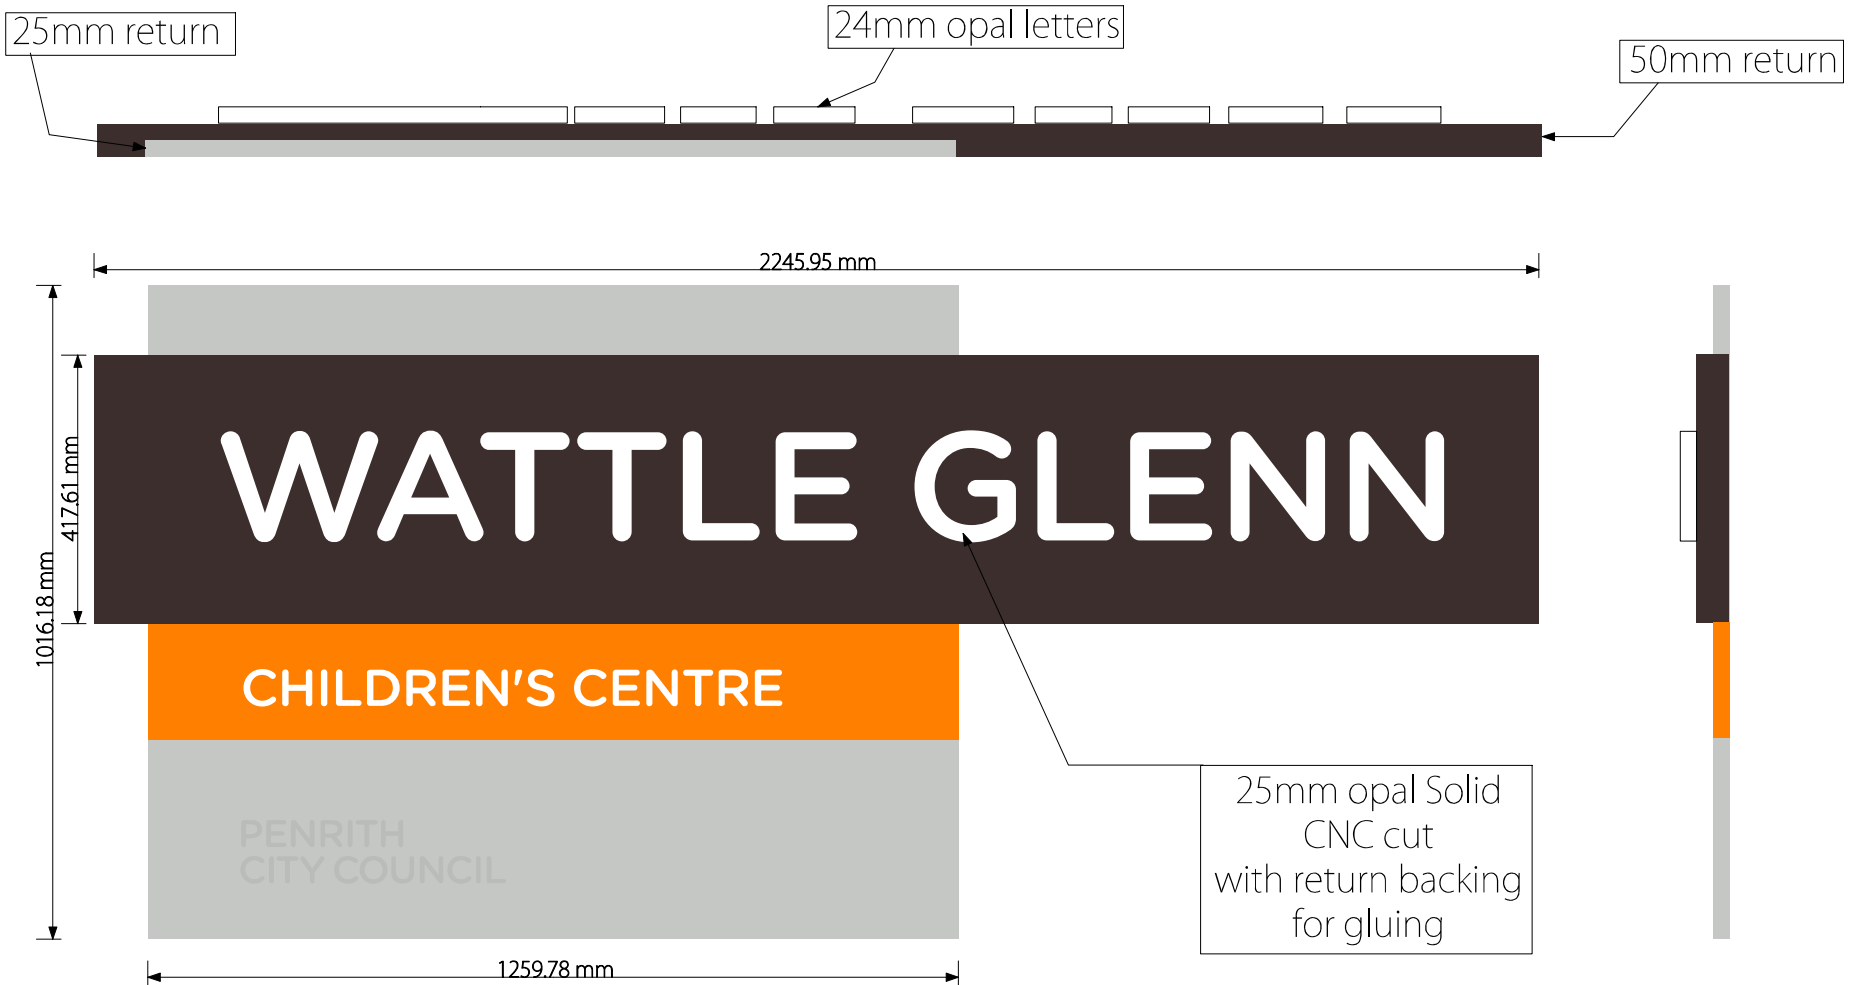 25mm return
24mm opal letters
50mm return
2245.95 mm
417.61 mm
1016.18 mm
WATTLE GLENN
CHILDREN'S CENTRE
PENRITH
CITY COUNCIL
25mm opal Solid
CNC cut
with return backing
for gluing
1259.78 mm